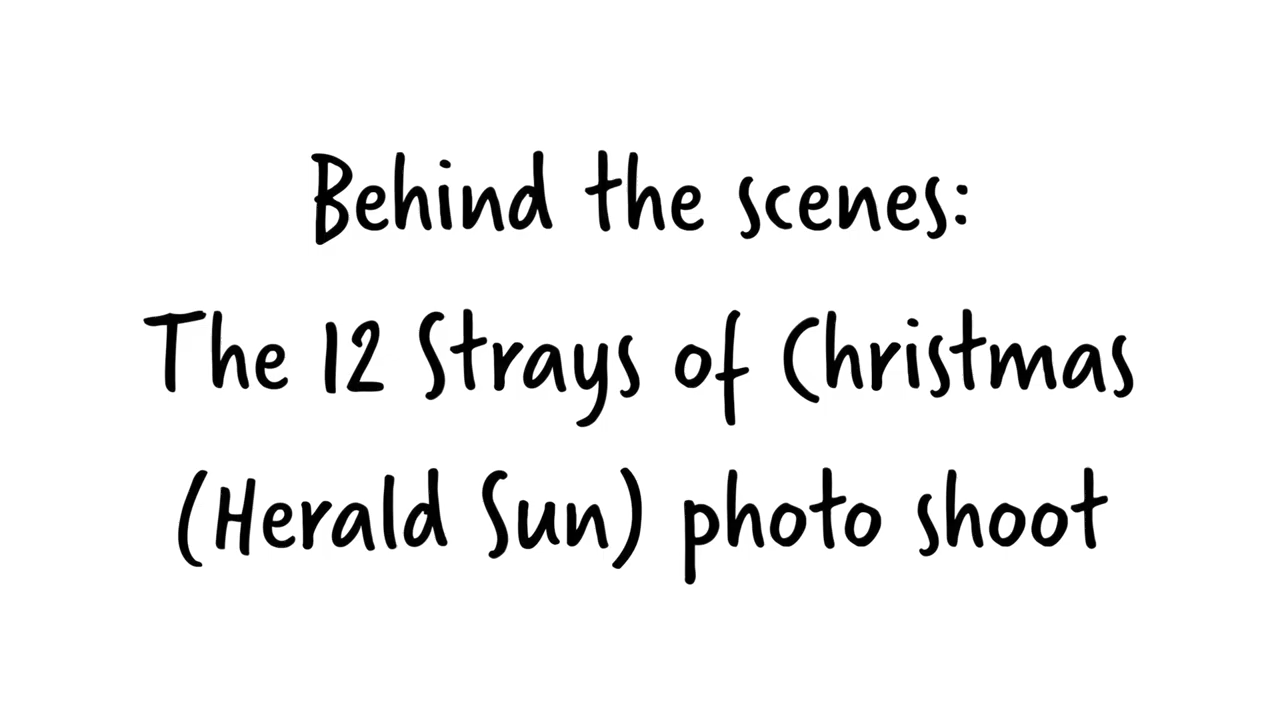 Behind the scenes:
The 12 Strays of Christmas
(Herald Sun) photo shoot